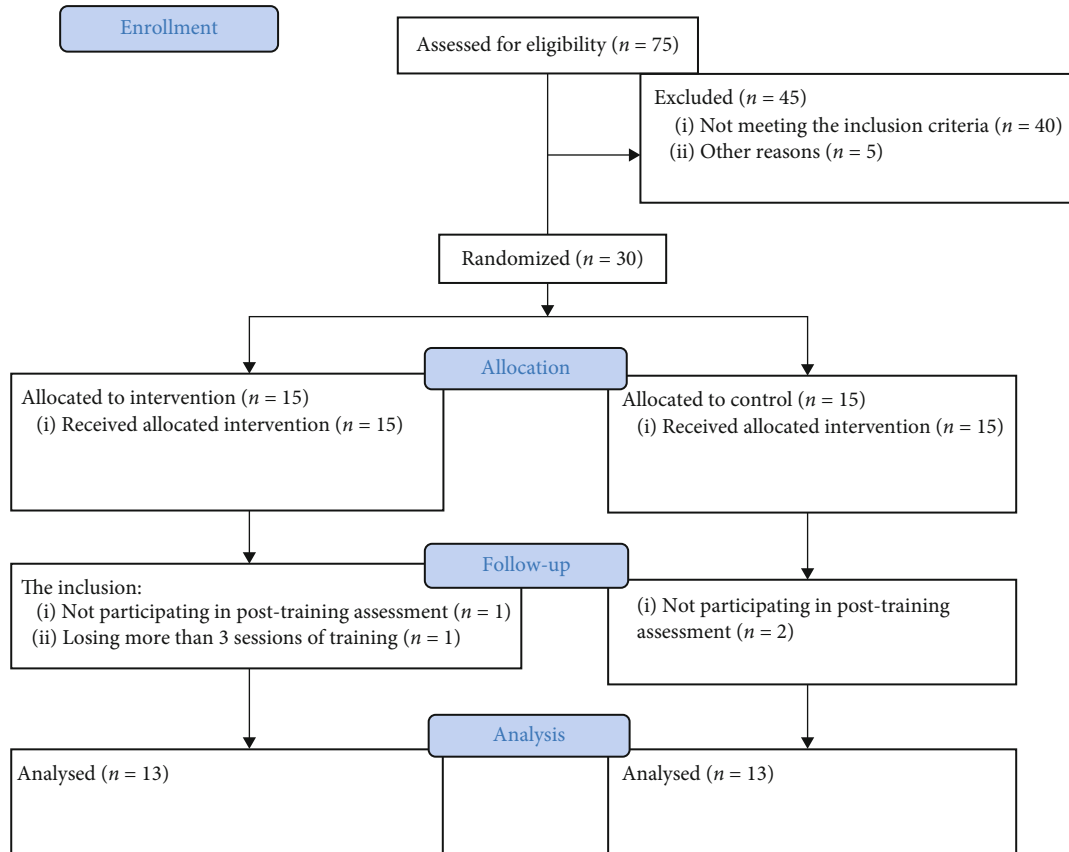 Enrollment
Assessed for eligibility (n = 75)
Excluded (n = 45)
(i) Not meeting the inclusion criteria (n = 40)
(ii) Other reasons (n = 5)
Randomized (n = 30)
Allocation
Allocated to intervention (n = 15)
(i) Received allocated intervention (n = 15)
Allocated to control (n = 15)
(i) Received allocated intervention (n = 15)
Follow-up
The inclusion:
(i) Not participating in post-training assessment (n = 1)
(ii) Losing more than 3 sessions of training (n = 1)
(i) Not participating in post-training
assessment (n = 2)
Analysis
Analysed (n = 13)
Analysed (n = 13)